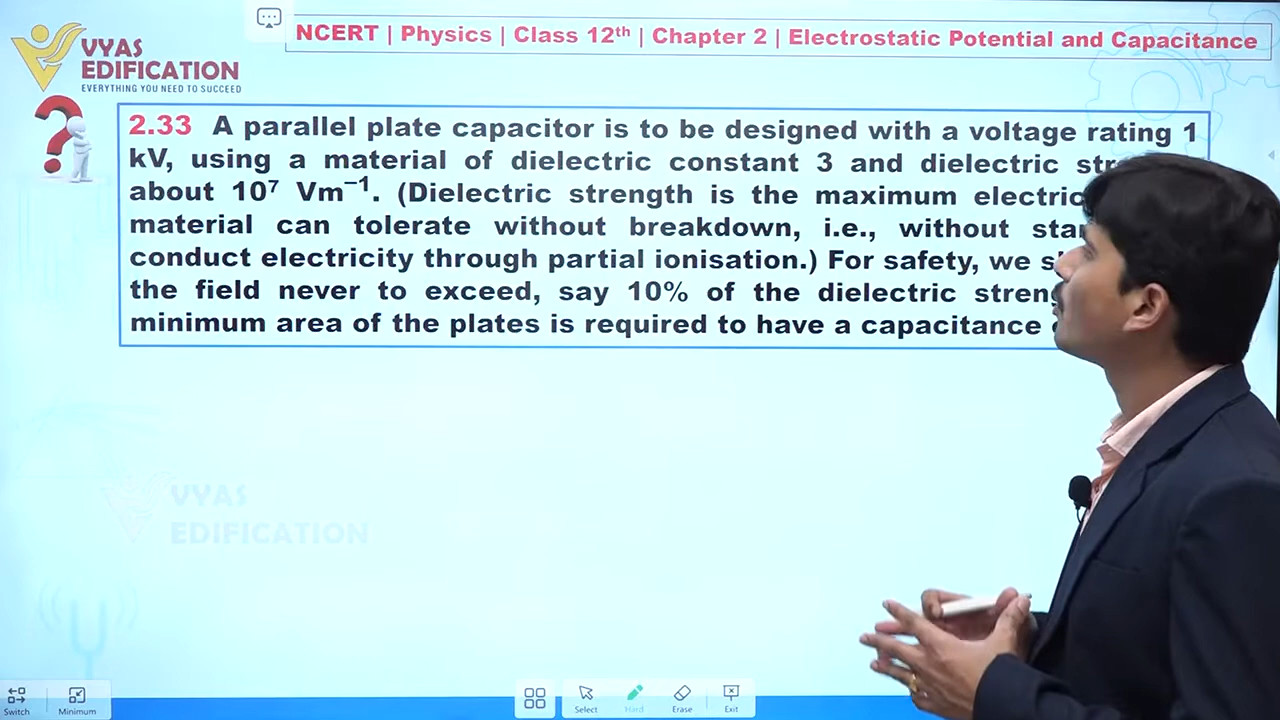 NCERT | Physics | Class 12th | Chapter 2 | Electrostatic Potential and Capacitance
VYAS
EDIFICATION
EVERYTHING YOU NEED TO SUCCEED
2.33 A parallel plate capacitor is to be designed with a voltage rating 1
kV, using a material of dielectric constant 3 and dielectric
about 10⁷ Vm⁻¹. (Dielectric strength is the maximum electric
material can tolerate without breakdown, i.e., without
conduct electricity through partial ionisation.) For safety, we
the field never to exceed, say 10% of the dielectric
minimum area of the plates is required to have a capacitance
VYAS
EDIFICATION
Switch
Minimum
Select
Hard
Erase
Exit